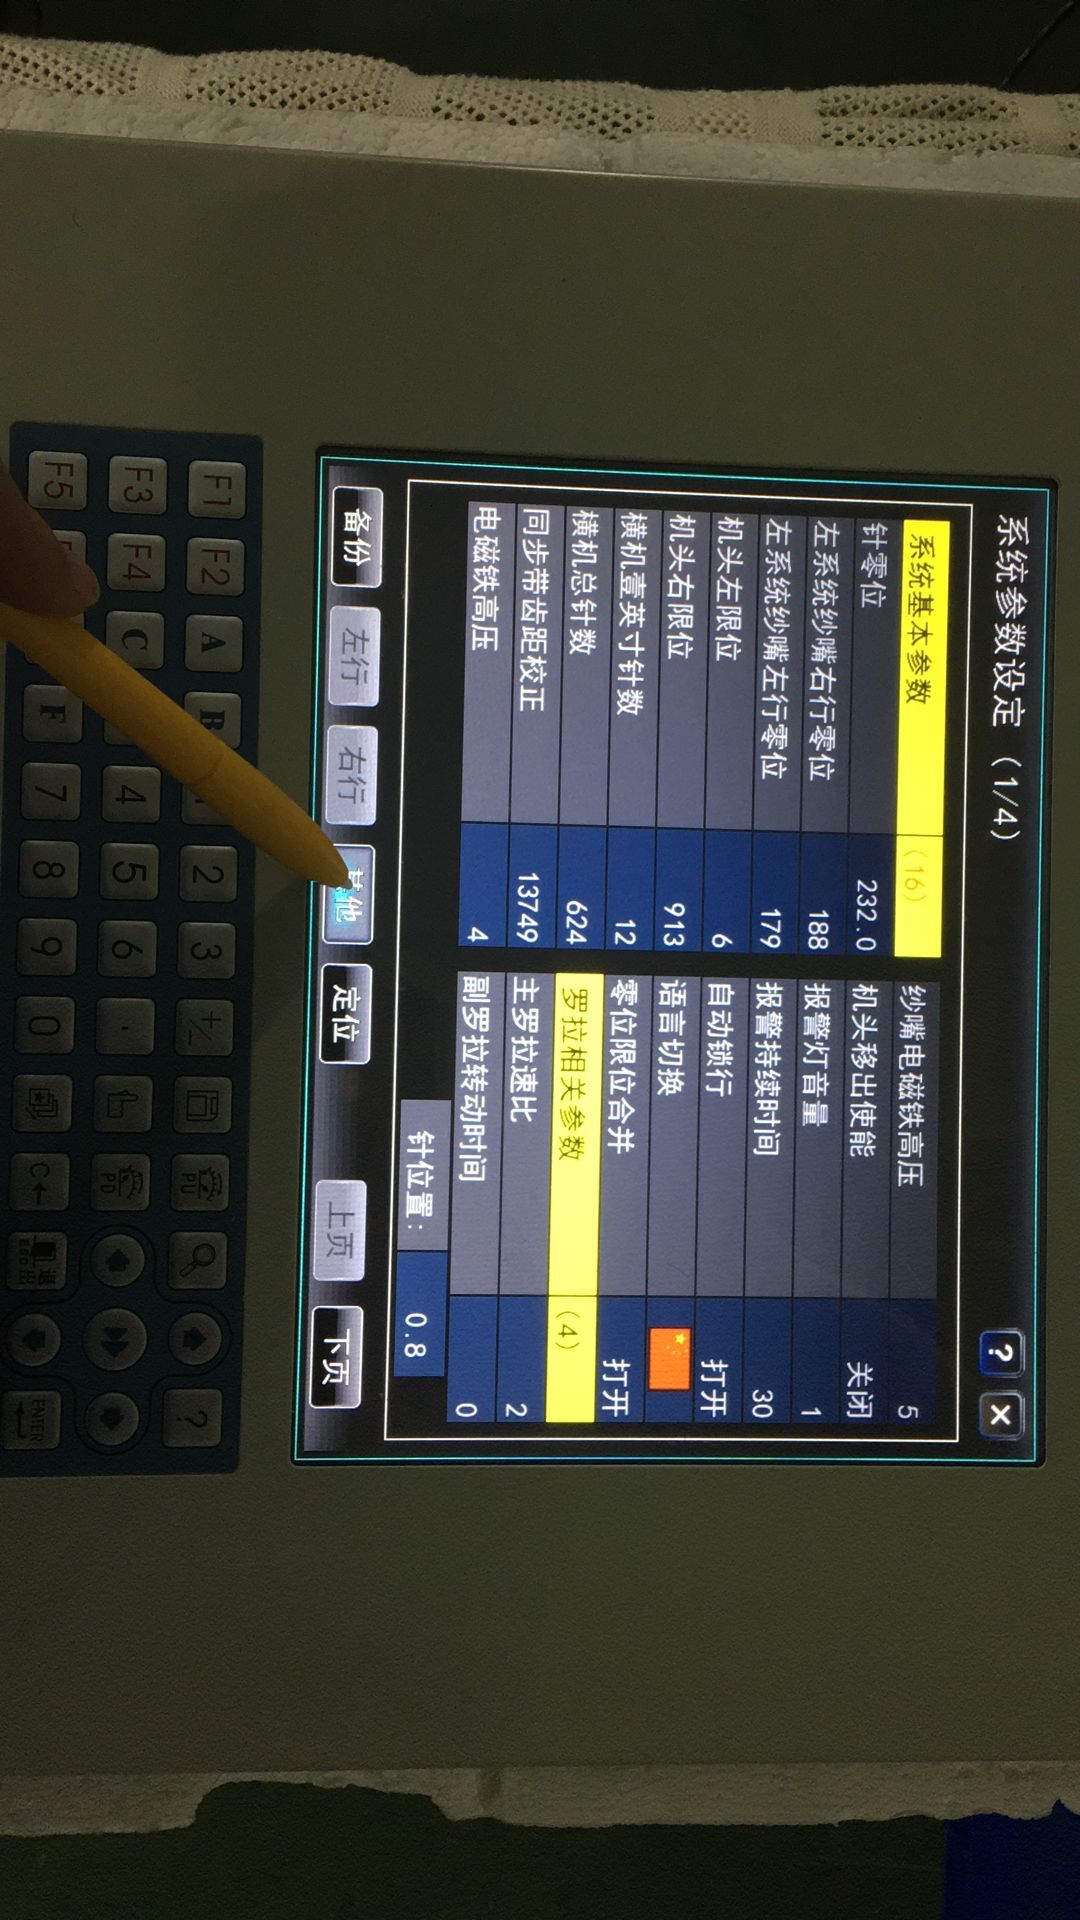 系统参数设定（1/4）
?
×
系统基本参数 (16)
针零位 232.0
左系统纱嘴右行零位 188
左系统纱嘴左行零位 179
机头左限位 6
机头右限位 913
横机壹英寸针数 12
横机总针数 624
同步带齿距校正 13749
电磁铁高压 4
纱嘴电磁铁高压 5
机头移出使能 关闭
报警灯音量 1
报警持续时间 30
自动锁行 打开
语言切换
零位限位合并 打开
罗拉相关参数 (4)
主罗拉速比 2
副罗拉转动时间 0
针位置： 0.8
备份
左行
右行
其他
定位
上页
下页
F1 F2 A B 2 3 +/- PU ?
F3 F4 C 4 5 6 . PD
F5 F 7 8 9 0 C← 退出 ESC ENTER